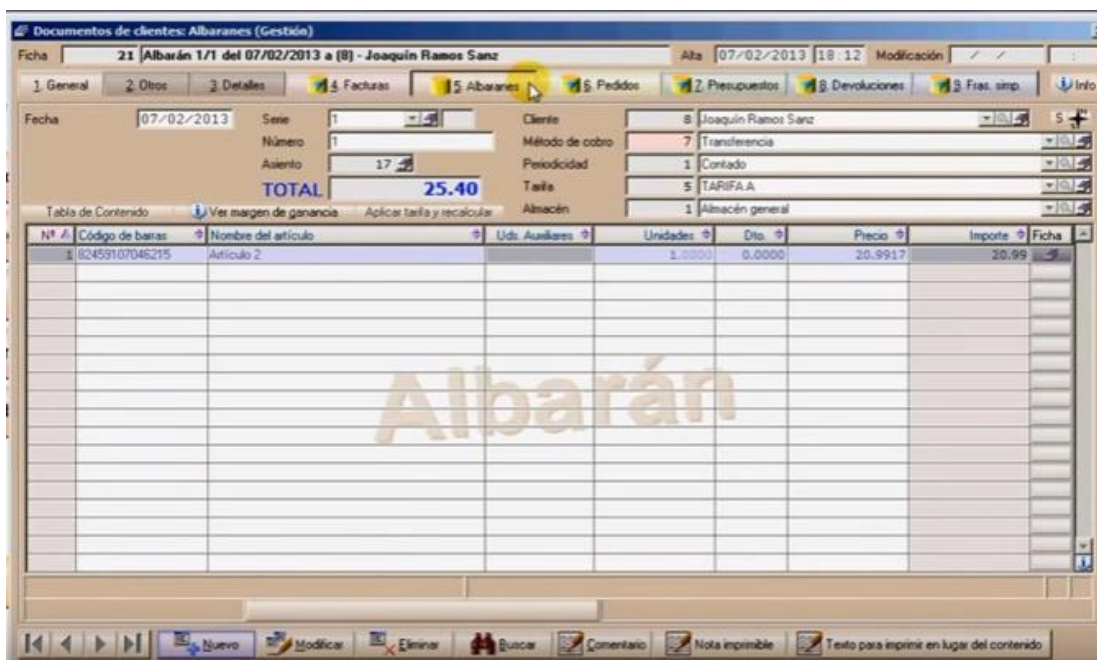 Documentos de clientes: Albaranes (Gestión)
Ficha 21 Albarán 1/1 del 07/02/2013 a (8) - Joaquín Ramos Sanz Alta 07/02/2013 18:12 Modificación / / :
1. General 2. Otros 3. Detalles 4. Facturas 5. Albaranes 6. Pedidos 7. Presupuestos 8. Devoluciones 9. Fras. simp. Info
Fecha 07/02/2013 Serie 1 Cliente 8 Joaquín Ramos Sanz S
Número 1 Método de cobro 7 Transferencia
Asiento 17 Periodicidad 1 Contado
TOTAL 25.40 Tarifa 5 TARIFA A
Tabla de Contenido Ver margen de ganancia Aplicar tarifa y recalcular Almacén 1 Almacén general
Nº Código de barras Nombre del artículo Uds. Auxiliares Unidades Dto. Precio Importe Ficha
1 82459107046215 Artículo 2 1.0000 0.0000 20.9917 20.99
Albarán
Nuevo Modificar Eliminar Buscar Comentario Nota imprimible Texto para imprimir en lugar del contenido